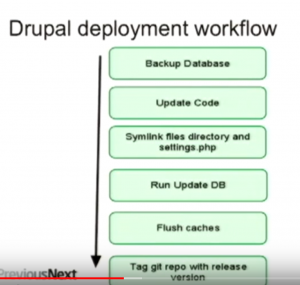 Drupal deployment workflow
Backup Database
Update Code
Symlink files directory and
settings.php
Run Update DB
Flush caches
Tag git repo with release
version
PreviousNext